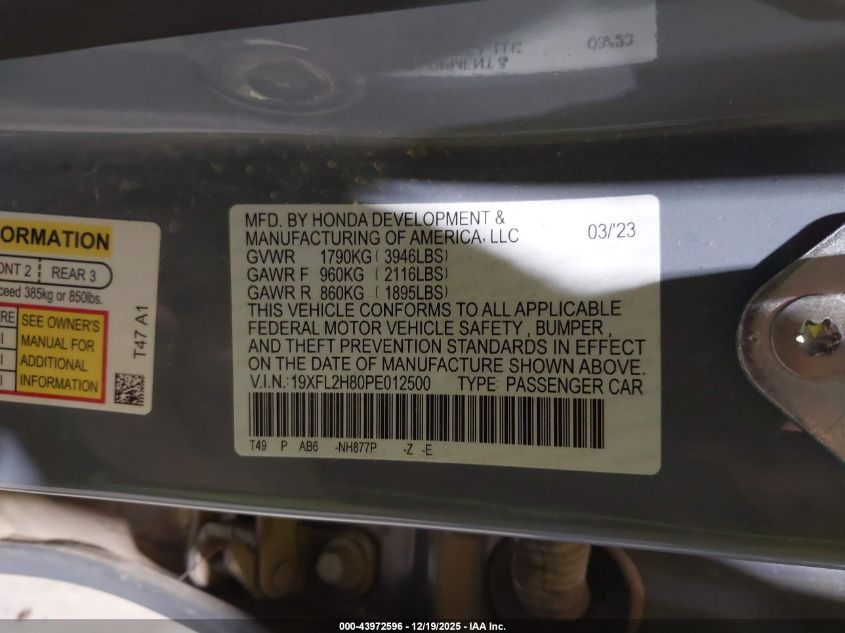 ORMATION
ONT 2 | REAR 3
ceed 385kg or 850lbs.
RE
SEE OWNER'S
MANUAL FOR
ADDITIONAL
INFORMATION
T47 A1
MFD. BY HONDA DEVELOPMENT &
MANUFACTURING OF AMERICA, LLC 03/'23
GVWR 1790KG (3946LBS)
GAWR F 960KG (2116LBS)
GAWR R 860KG (1895LBS)
THIS VEHICLE CONFORMS TO ALL APPLICABLE
FEDERAL MOTOR VEHICLE SAFETY, BUMPER,
AND THEFT PREVENTION STANDARDS IN EFFECT
ON THE DATE OF MANUFACTURE SHOWN ABOVE.
V.I.N.:19XFL2H80PE012500 TYPE: PASSENGER CAR
T49 P AB6 -NH877P -Z -E
000-43972596 - 12/19/2025 - IAA Inc.